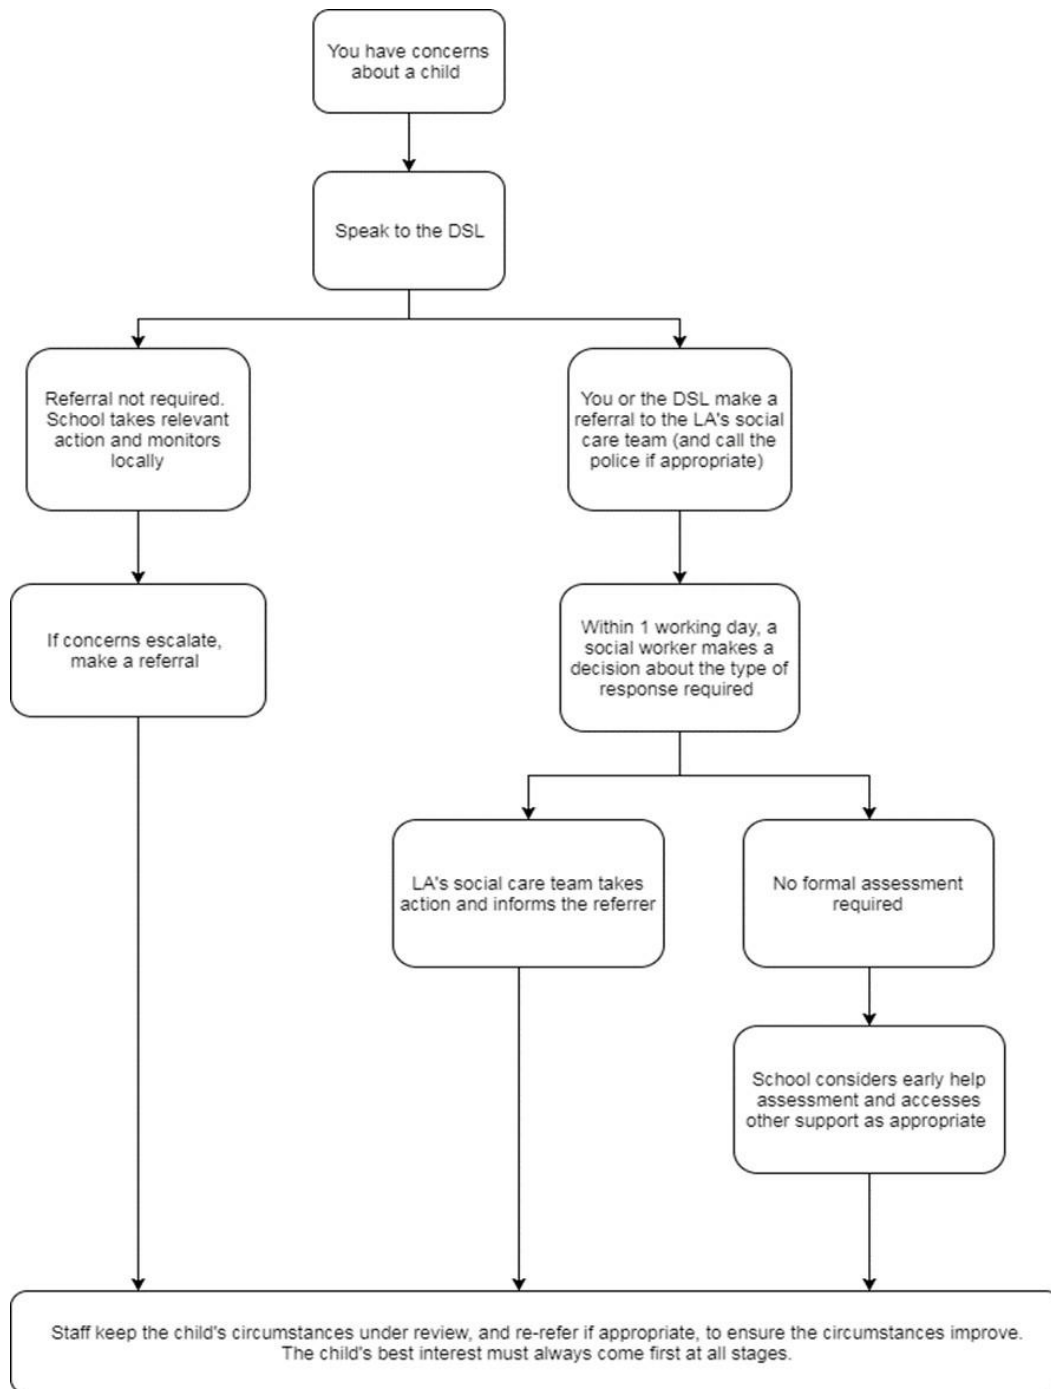 You have concerns
about a child
Speak to the DSL
Referral not required.
School takes relevant
action and monitors
locally
You or the DSL make a
referral to the LA's social
care team (and call the
police if appropriate)
If concerns escalate,
make a referral
Within 1 working day, a
social worker makes a
decision about the type of
response required
LA's social care team takes
action and informs the referrer
No formal assessment
required
School considers early help
assessment and accesses
other support as appropriate
Staff keep the child's circumstances under review, and re-refer if appropriate, to ensure the circumstances improve.
The child's best interest must always come first at all stages.